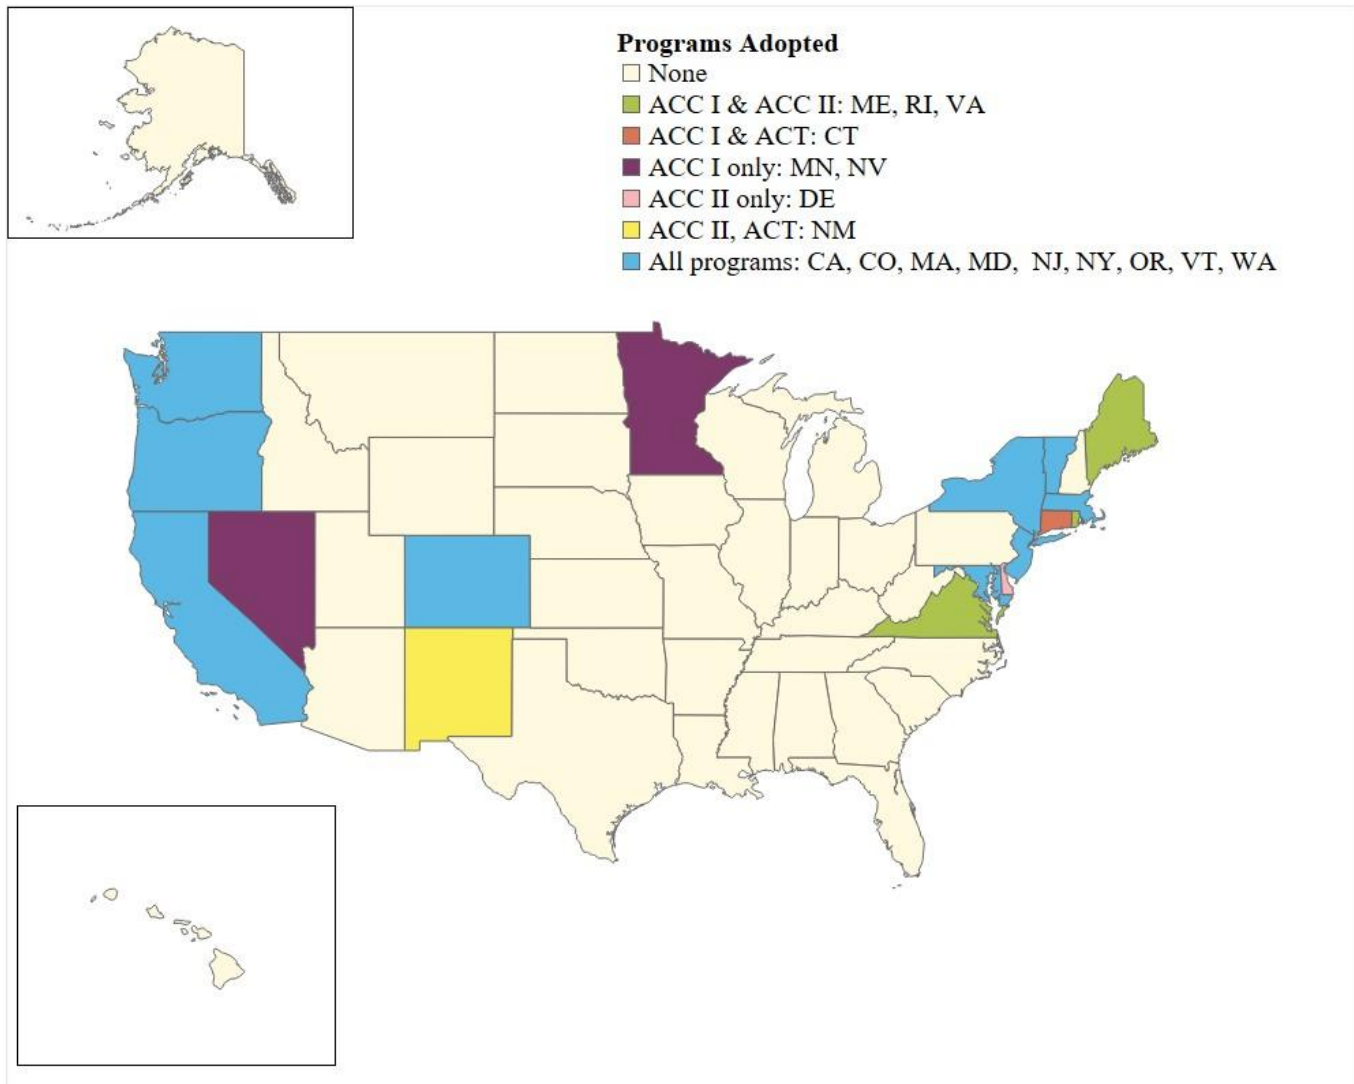 Programs Adopted
None
ACC I & ACC II: ME, RI, VA
ACC I & ACT: CT
ACC I only: MN, NV
ACC II only: DE
ACC II, ACT: NM
All programs: CA, CO, MA, MD, NJ, NY, OR, VT, WA